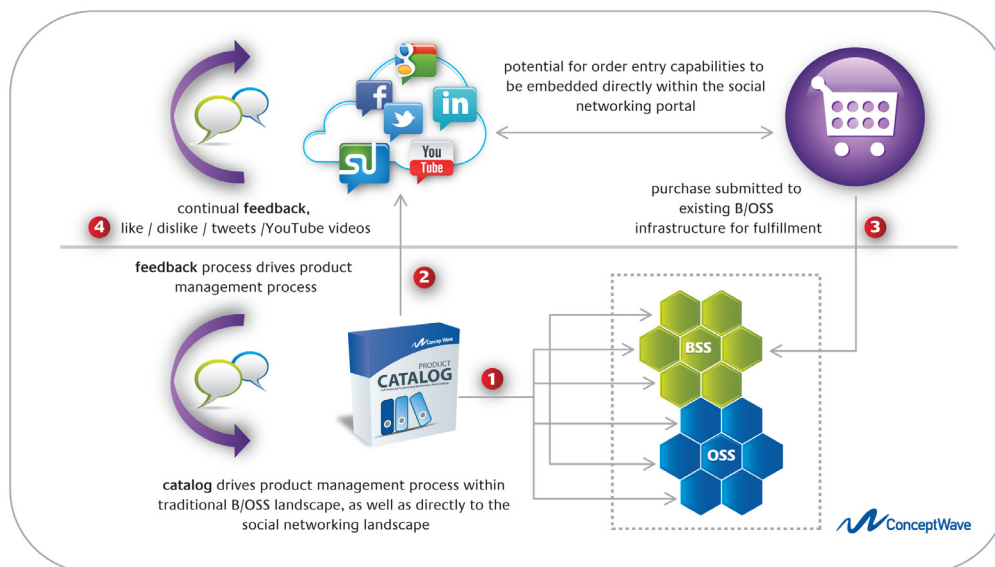 g
f
in
You
Tube
potential for order entry capabilities to
be embedded directly within the social
networking portal
continual feedback,
like / dislike / tweets /YouTube videos
4
purchase submitted to
existing B/OSS
infrastructure for fulfillment
3
feedback process drives product
management process
2
Concept Wave
PRODUCT
CATALOG
1
BSS
OSS
catalog drives product management process within
traditional B/OSS landscape, as well as directly to the
social networking landscape
ConceptWave